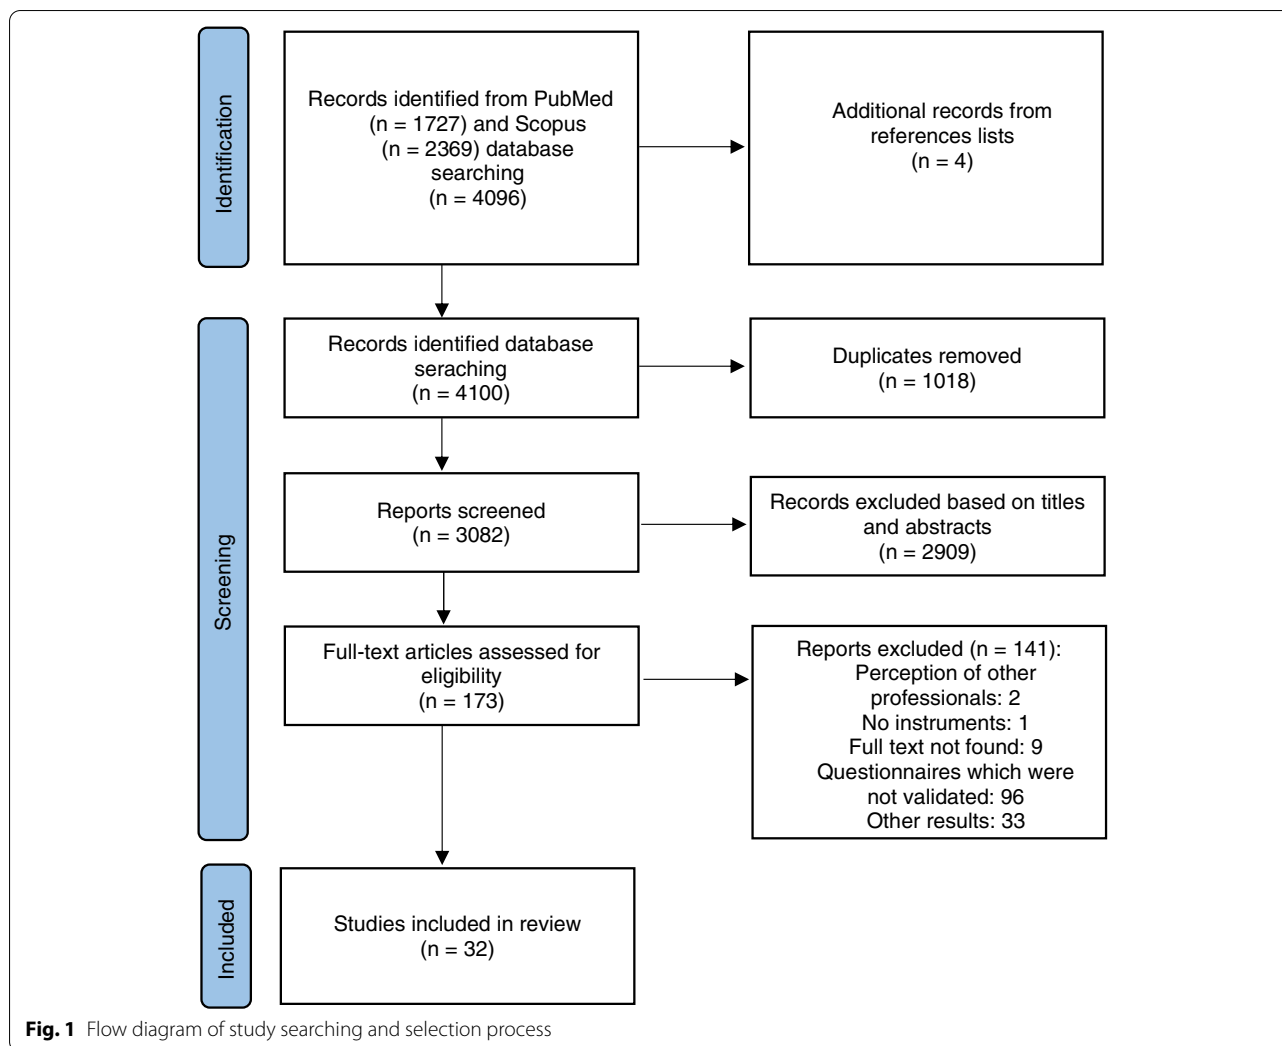 Identification
Records identified from PubMed
(n = 1727) and Scopus
(n = 2369) database
searching
(n = 4096)
Additional records from
references lists
(n = 4)
Screening
Records identified database
seraching
(n = 4100)
Duplicates removed
(n = 1018)
Reports screened
(n = 3082)
Records excluded based on titles
and abstracts
(n = 2909)
Full-text articles assessed for
eligibility
(n = 173)
Reports excluded (n = 141):
Perception of other
professionals: 2
No instruments: 1
Full text not found: 9
Questionnaires which were
not validated: 96
Other results: 33
Included
Studies included in review
(n = 32)
Fig. 1 Flow diagram of study searching and selection process